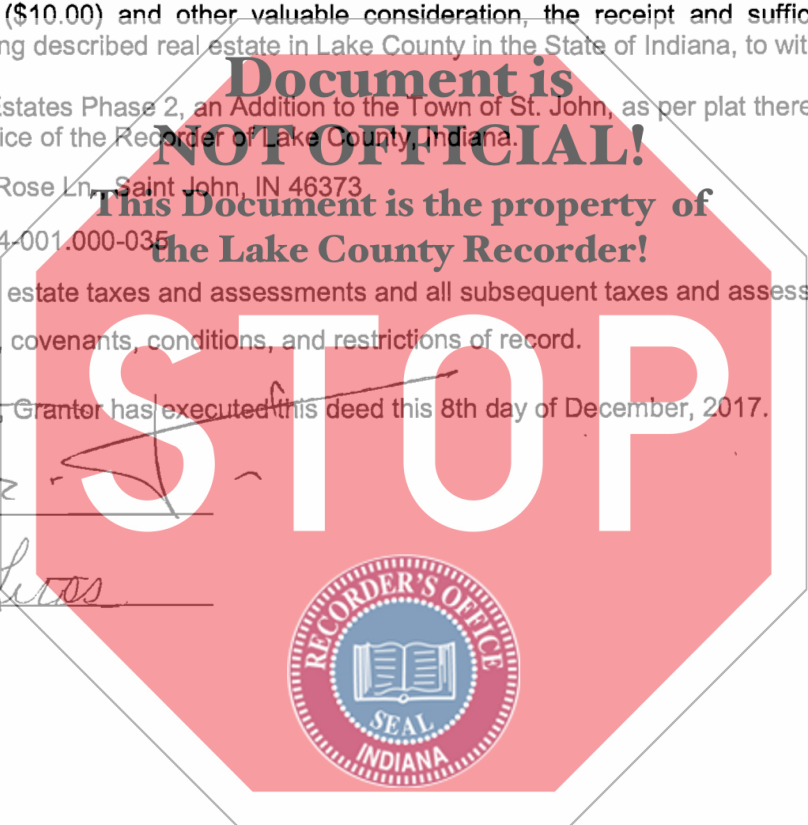 ($10.00) and other valuable consideration, the receipt and suffic
ng described real estate in Lake County in the State of Indiana, to wit
Document is
Estates Phase 2, an Addition to the Town of St. John, as per plat there
ice of the Recorder of Lake County, Indiana.
NOT OFFICIAL!
Rose Ln., Saint John, IN 46373
This Document is the property of
4-001.000-035
the Lake County Recorder!
estate taxes and assessments and all subsequent taxes and assess
, covenants, conditions, and restrictions of record.
, Grantor has executed this deed this 8th day of December, 2017.
STOP
RECORDER'S OFFICE
SEAL
INDIANA